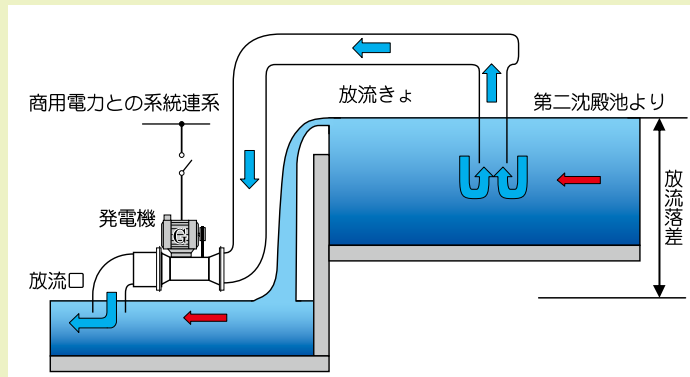 商用電力との系統連系
放流きょ
第二沈殿池より
発電機
G
放流口
放流落差